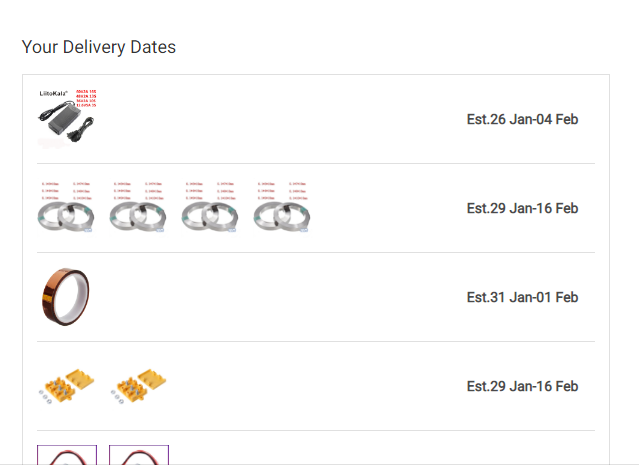 Your Delivery Dates
LiitoKala
Est.26 Jan-04 Feb
Est.29 Jan-16 Feb
Est.31 Jan-01 Feb
Est.29 Jan-16 Feb